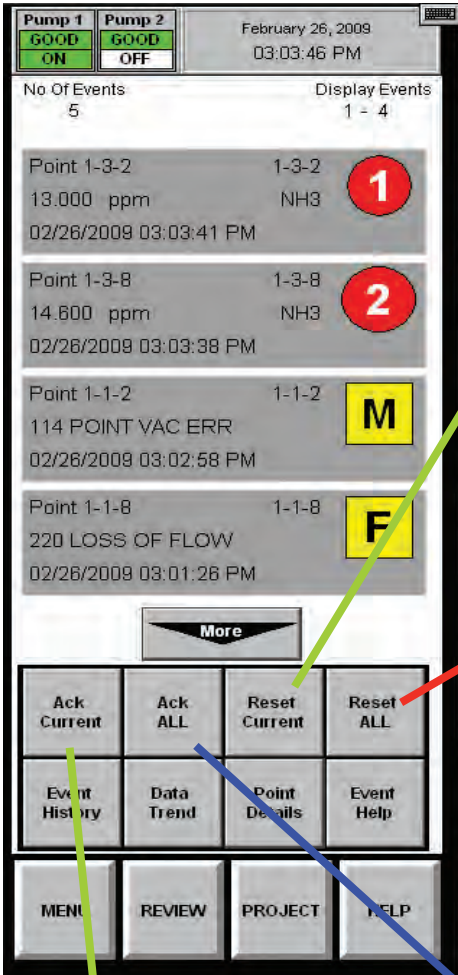 Pump 1 Pump 2
GOOD GOOD
ON OFF
February 26, 2009
03:03:46 PM
No Of Events Display Events
5 1 - 4
Point 1-3-2 1-3-2
13.000 ppm NH3
02/26/2009 03:03:41 PM
1
Point 1-3-8 1-3-8
14.600 ppm NH3
02/26/2009 03:03:38 PM
2
Point 1-1-2 1-1-2
114 POINT VAC ERR
02/26/2009 03:02:58 PM
M
Point 1-1-8 1-1-8
220 LOSS OF FLOW
02/26/2009 03:01:26 PM
F
More
Ack Current
Ack ALL
Reset Current
Reset ALL
Event History
Data Trend
Point Details
Event Help
MENU REVIEW PROJECT HELP